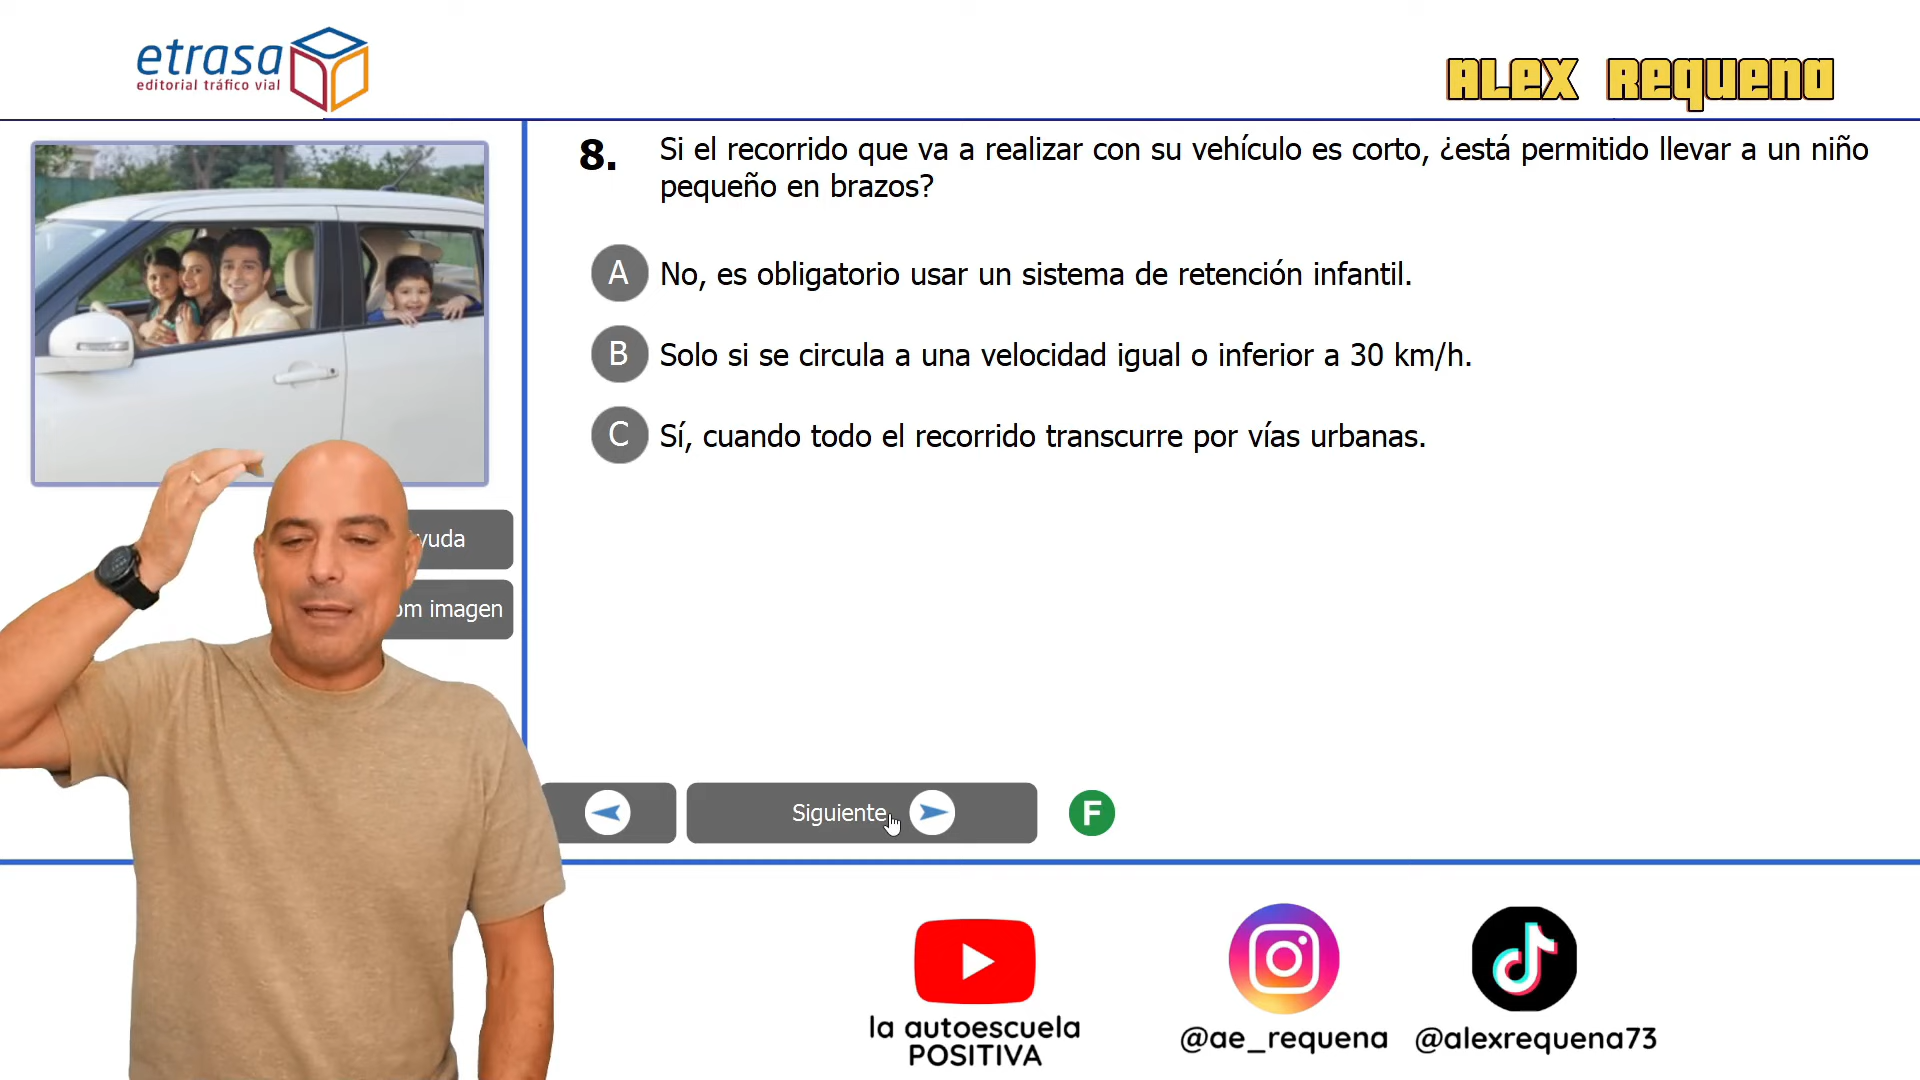 etrasa
editorial tráfico vial
ALEX REQUENA
8. Si el recorrido que va a realizar con su vehículo es corto, ¿está permitido llevar a un niño
pequeño en brazos?
A No, es obligatorio usar un sistema de retención infantil.
B Solo si se circula a una velocidad igual o inferior a 30 km/h.
C Sí, cuando todo el recorrido transcurre por vías urbanas.
yuda
om imagen
Siguiente
F
la autoescuela
POSITIVA
@ae_requena
@alexrequena73